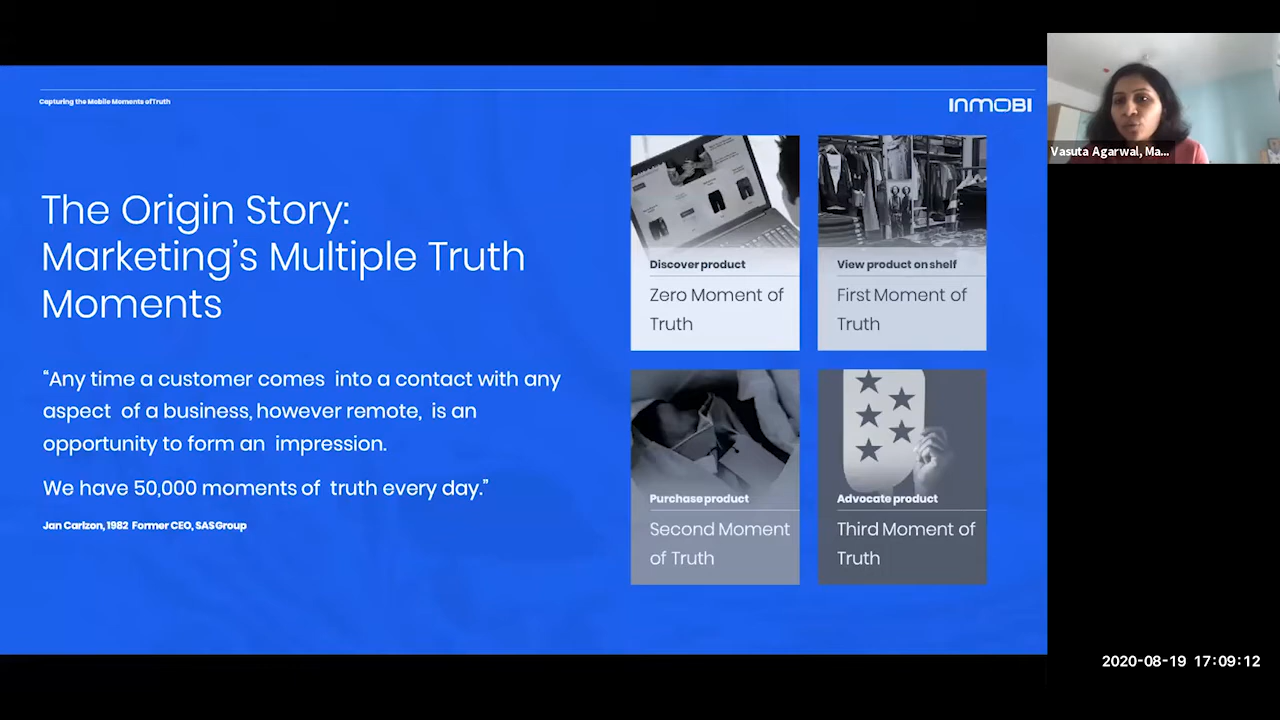 Capturing the Mobile Moments of Truth
INMOBI
The Origin Story:
Marketing's Multiple Truth
Moments
“Any time a customer comes into a contact with any
aspect of a business, however remote, is an
opportunity to form an impression.
We have 50,000 moments of truth every day.”
Jan Carlzon, 1982 Former CEO, SAS Group
Discover product
Zero Moment of
Truth
View product on shelf
First Moment of
Truth
Purchase product
Second Moment
of Truth
Advocate product
Third Moment of
Truth
Vasuta Agarwal, Ma...
2020-08-19 17:09:12